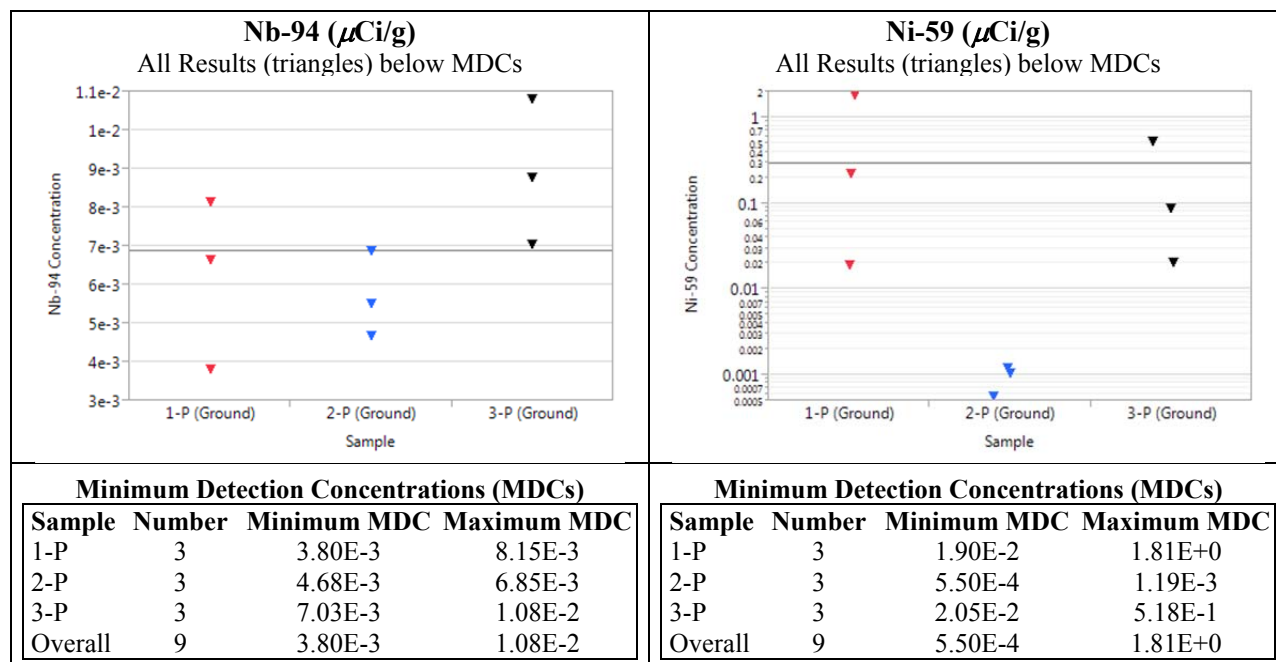 Nb-94 (μCi/g)
All Results (triangles) below MDCs
1.1e-2
1e-2
9e-3
8e-3
7e-3
6e-3
5e-3
4e-3
3e-3
Nb-94 Concentration
1-P (Ground) 2-P (Ground) 3-P (Ground)
Sample
Minimum Detection Concentrations (MDCs)
Sample Number Minimum MDC Maximum MDC
1-P 3 3.80E-3 8.15E-3
2-P 3 4.68E-3 6.85E-3
3-P 3 7.03E-3 1.08E-2
Overall 9 3.80E-3 1.08E-2
Ni-59 (μCi/g)
All Results (triangles) below MDCs
2
1
0.7
0.5
0.4
0.3
0.2
0.1
0.06
0.04
0.03
0.02
0.01
0.007
0.005
0.004
0.003
0.002
0.001
0.0007
0.0005
Ni-59 Concentration
1-P (Ground) 2-P (Ground) 3-P (Ground)
Sample
Minimum Detection Concentrations (MDCs)
Sample Number Minimum MDC Maximum MDC
1-P 3 1.90E-2 1.81E+0
2-P 3 5.50E-4 1.19E-3
3-P 3 2.05E-2 5.18E-1
Overall 9 5.50E-4 1.81E+0